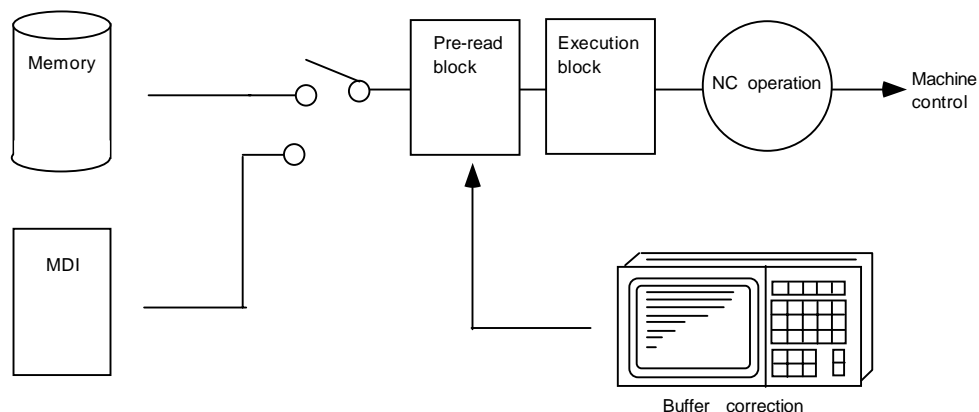 Memory
Pre-read
block
Execution
block
NC operation
Machine
control
MDI
Buffer correction